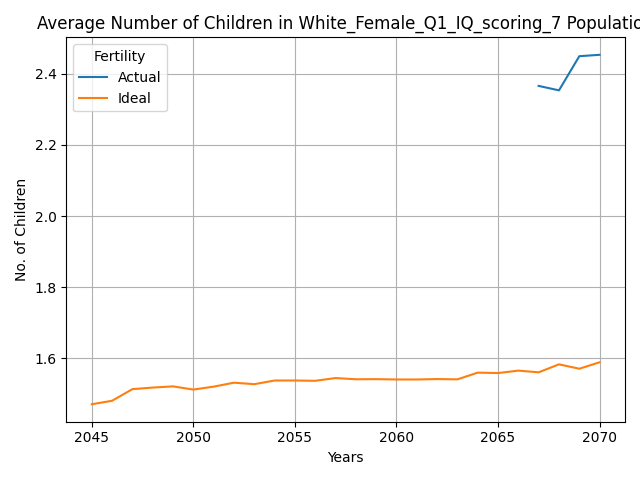 Average Number of Children in White_Female_Q1_IQ_scoring_7 Populatio
Fertility
Actual
Ideal
2.4
2.2
2.0
1.8
1.6
No. of Children
2045 2050 2055 2060 2065 2070
Years